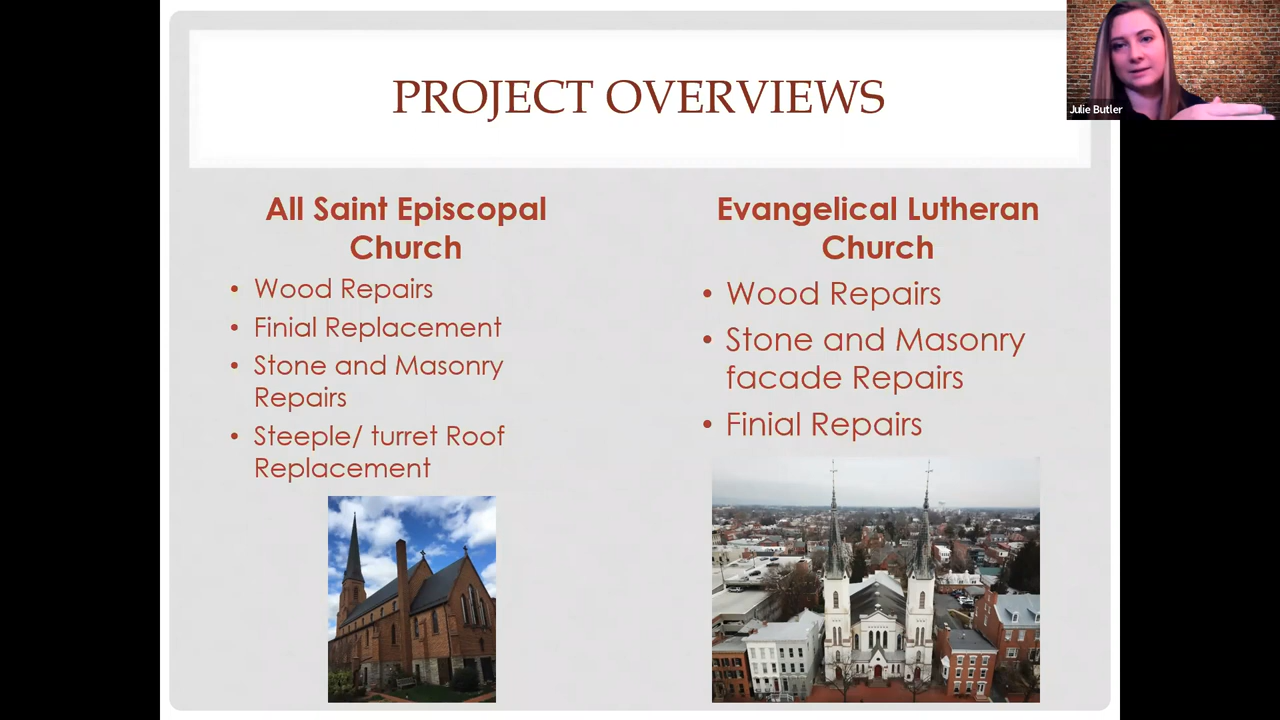 PROJECT OVERVIEWS
Julie Butler
All Saint Episcopal
Church
• Wood Repairs
• Finial Replacement
• Stone and Masonry
Repairs
• Steeple/ turret Roof
Replacement
Evangelical Lutheran
Church
• Wood Repairs
• Stone and Masonry
facade Repairs
• Finial Repairs